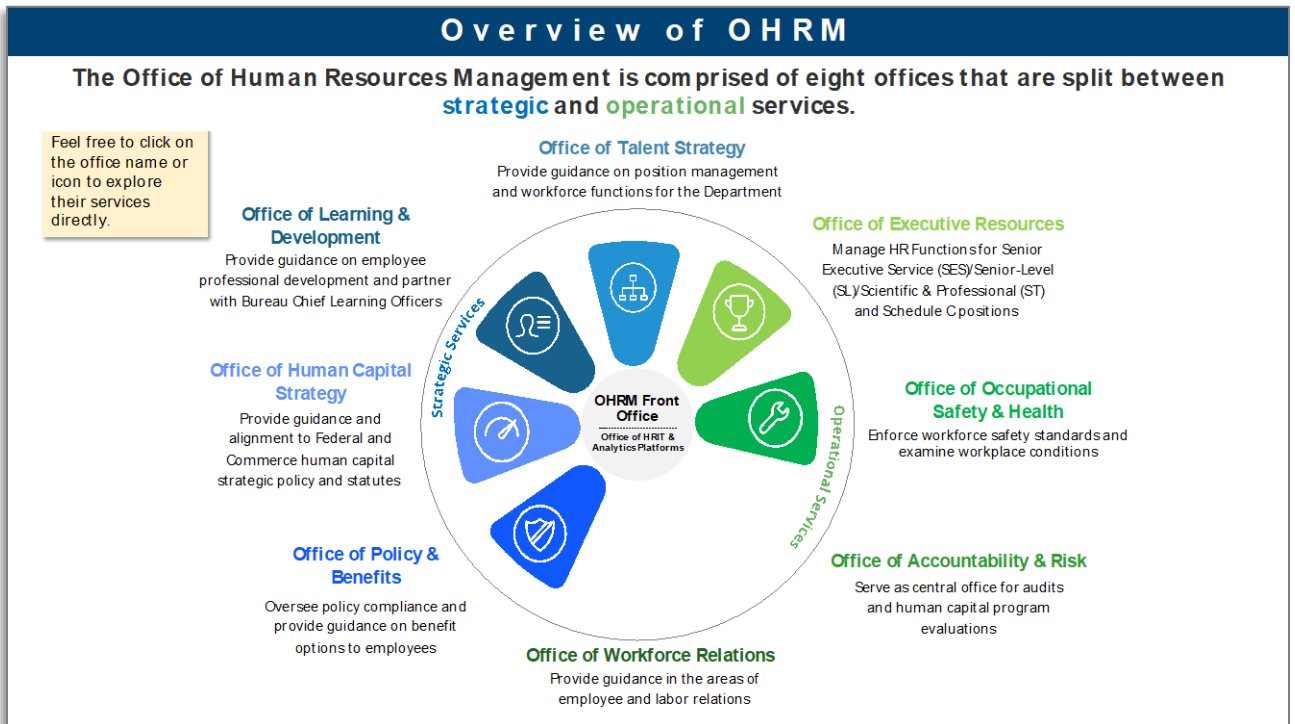 Overview of OHRM
The Office of Human Resources Management is comprised of eight offices that are split between
strategic and operational services.
Feel free to click on
the office name or
icon to explore
their services
directly.
Office of Talent Strategy
Provide guidance on position management
and workforce functions for the Department
Office of Learning &
Development
Provide guidance on employee
professional development and partner
with Bureau Chief Learning Officers
Office of Executive Resources
Manage HR Functions for Senior
Executive Service (SES)/Senior-Level
(SL)/Scientific & Professional (ST)
and Schedule C positions
Strategic Services
Office of Human Capital
Strategy
Provide guidance and
alignment to Federal and
Commerce human capital
strategic policy and statutes
OHRM Front
Office
Office of HRIT &
Analytics Platforms
Office of Occupational
Safety & Health
Enforce workforce safety standards and
examine workplace conditions
Operational Services
Office of Policy &
Benefits
Oversee policy compliance and
provide guidance on benefit
options to employees
Office of Accountability & Risk
Serve as central office for audits
and human capital program
evaluations
Office of Workforce Relations
Provide guidance in the areas of
employee and labor relations